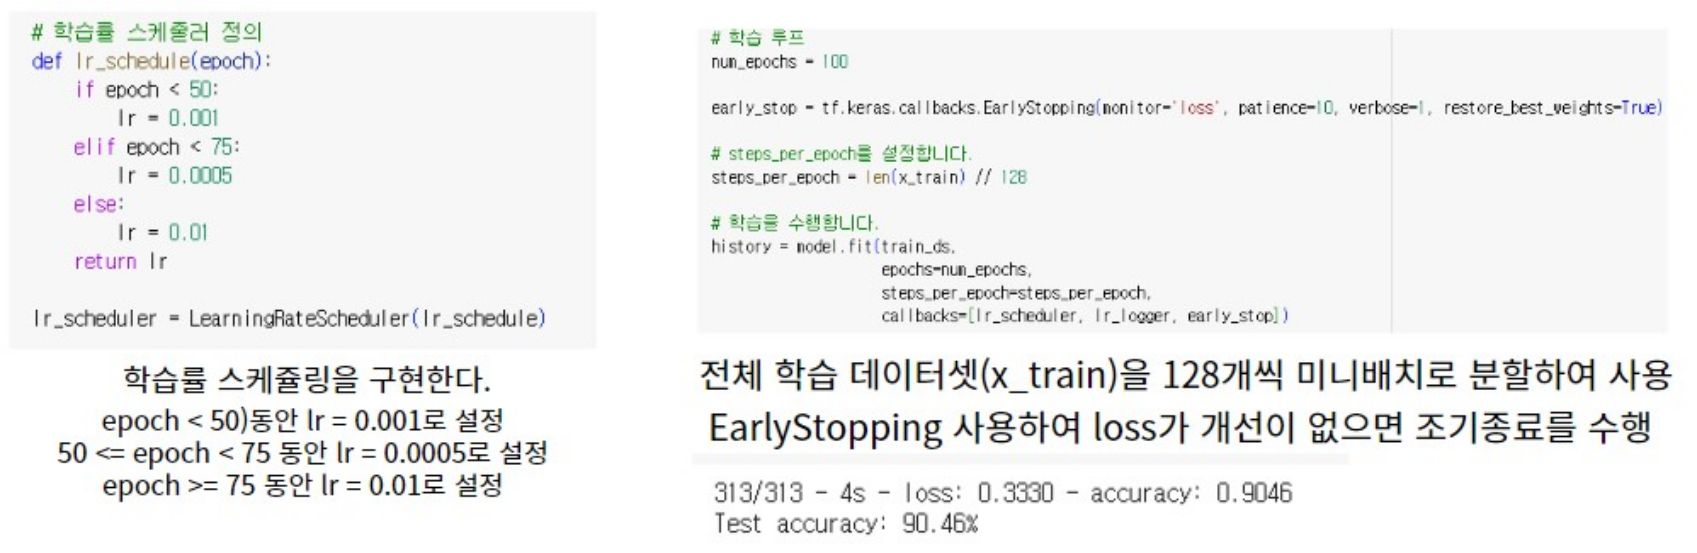 # 학습률 스케줄러 정의
def lr_schedule(epoch):
    if epoch < 50:
        lr = 0.001
    elif epoch < 75:
        lr = 0.0005
    else:
        lr = 0.01
    return lr

lr_scheduler = LearningRateScheduler(lr_schedule)
학습률 스케쥴링을 구현한다.
epoch < 50)동안 lr = 0.001로 설정
50 <= epoch < 75 동안 lr = 0.0005로 설정
epoch >= 75 동안 lr = 0.01로 설정
# 학습 루프
num_epochs = 100

early_stop = tf.keras.callbacks.EarlyStopping(monitor='loss', patience=10, verbose=1, restore_best_weights=True)

# steps_per_epoch를 설정합니다.
steps_per_epoch = len(x_train) // 128

# 학습을 수행합니다.
history = model.fit(train_ds,
                    epochs=num_epochs,
                    steps_per_epoch=steps_per_epoch,
                    callbacks=[lr_scheduler, lr_logger, early_stop])
전체 학습 데이터셋(x_train)을 128개씩 미니배치로 분할하여 사용
EarlyStopping 사용하여 loss가 개선이 없으면 조기종료를 수행
313/313 - 4s - loss: 0.3330 - accuracy: 0.9046
Test accuracy: 90.46%